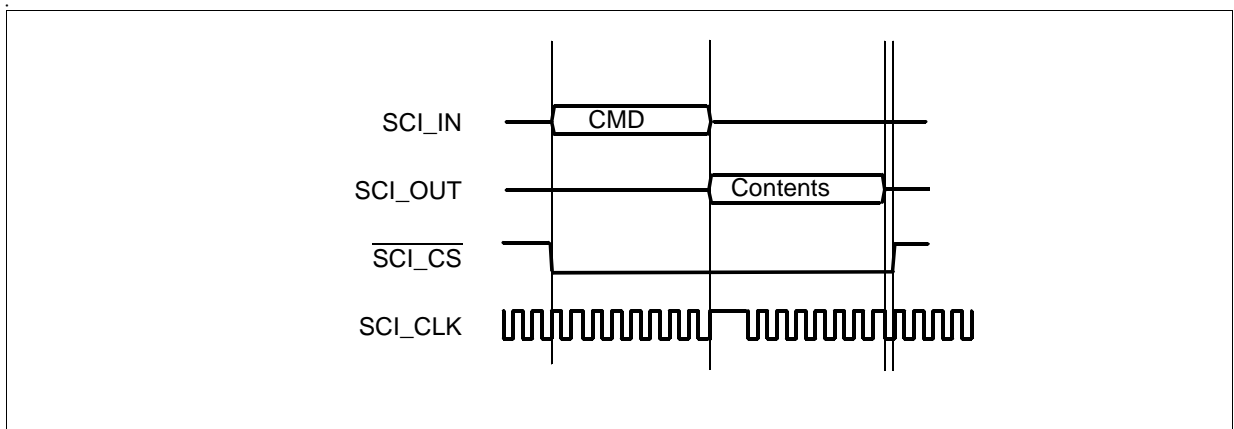 SCI_IN
CMD
SCI_OUT
Contents
SCI_CS
SCI_CLK